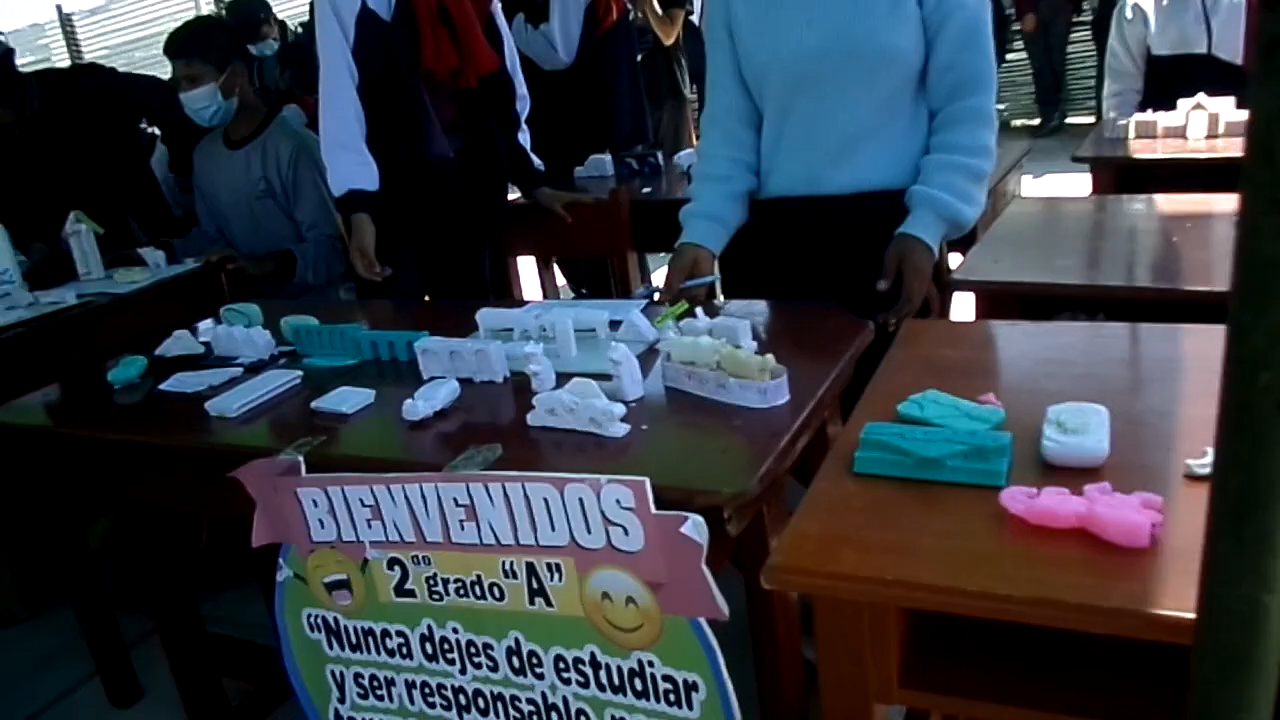 BIENVENIDOS
2do grado "A"
"Nunca dejes de estudiar
y ser responsable,